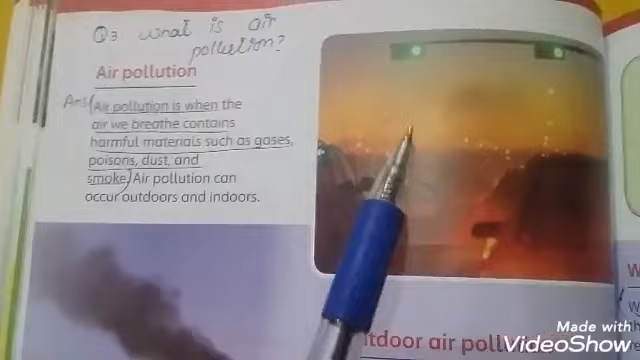 Q3 What is air
pollution?
Air pollution
Ans (Air pollution is when the
air we breathe contains
harmful materials such as gases,
poisons, dust, and
smoke) Air pollution can
occur outdoors and indoors.
tdoor air poll
W
W
h
Made with
VideoShow